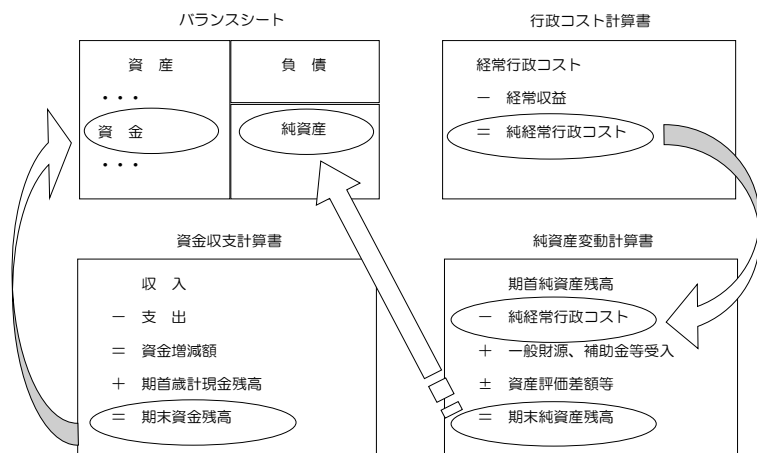 バランスシート
資　産
・・・
資　金
・・・
負　債
純資産
行政コスト計算書
経常行政コスト
－　経常収益
＝　純経常行政コスト
資金収支計算書
収　入
－　支　出
＝　資金増減額
＋　期首歳計現金残高
＝　期末資金残高
純資産変動計算書
期首純資産残高
－　純経常行政コスト
＋　一般財源、補助金等受入
±　資産評価差額等
＝　期末純資産残高